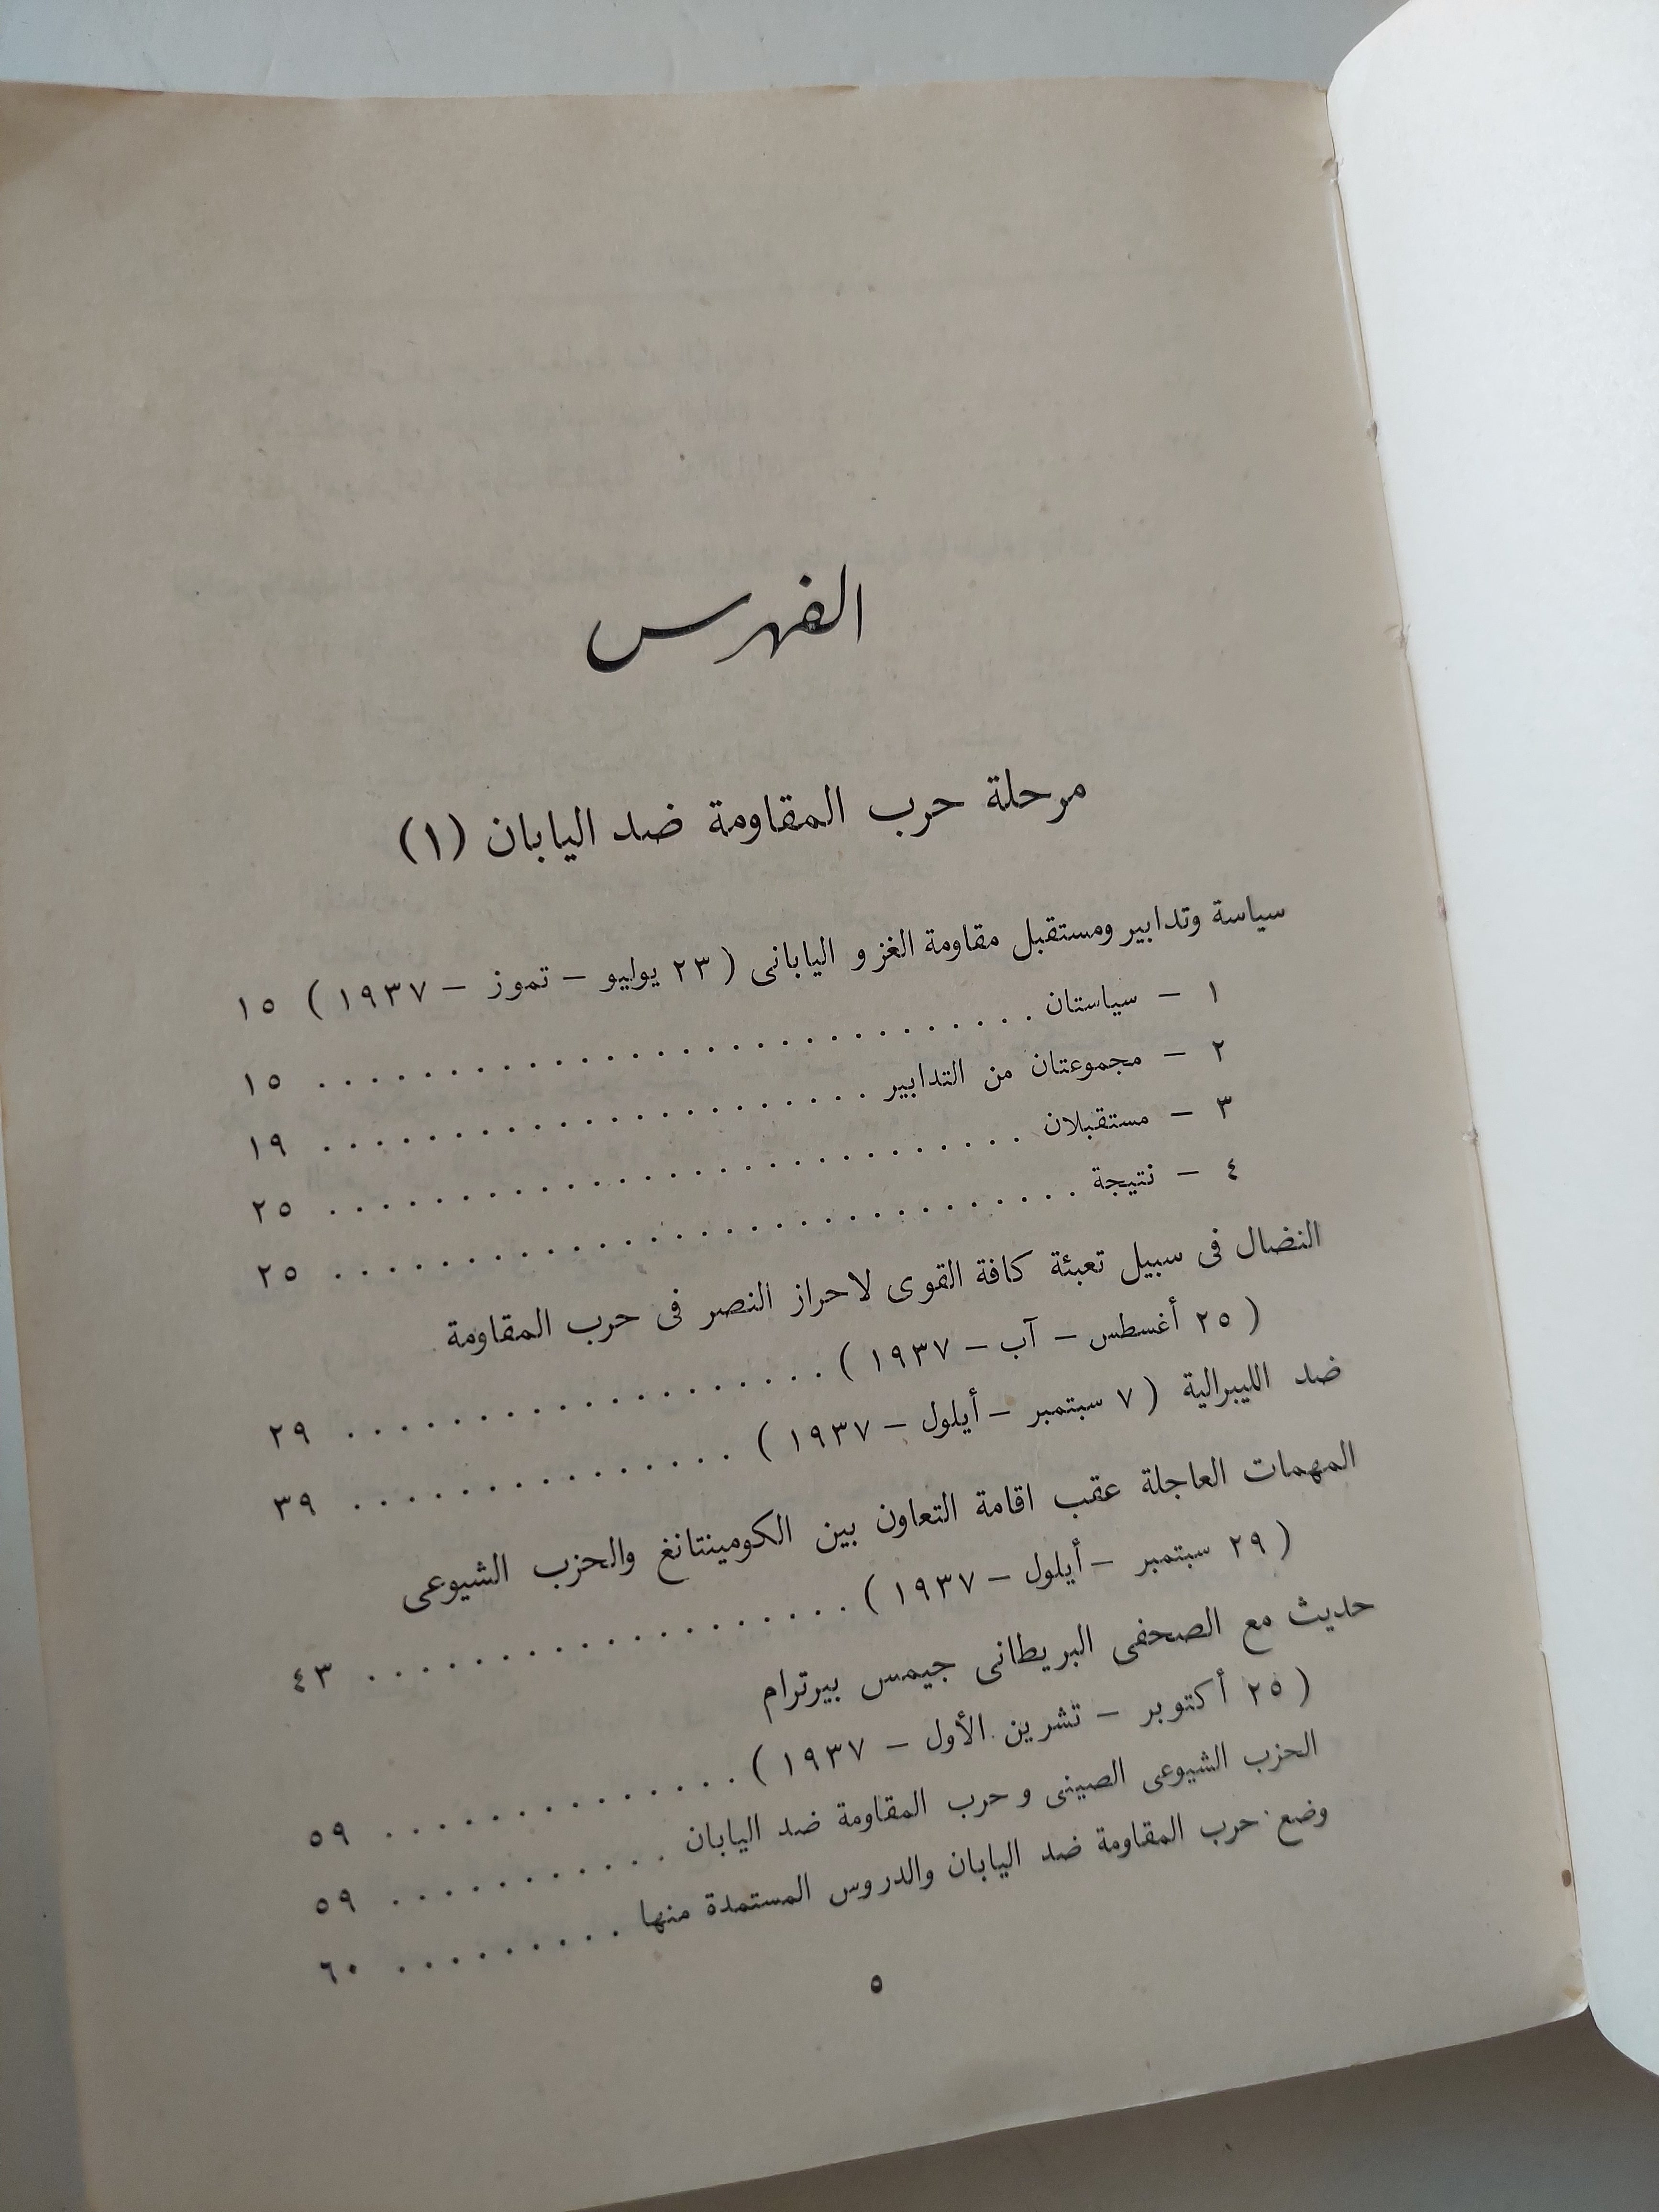 الفهرس
مرحلة حرب المقاومة ضد اليابان (١)
سياسة وتدابير ومستقبل مقاومة الغزو اليابانى ( ٢٣ يوليو – تموز – ١٩٣٧ ) ١٥
١ – سياستان . . . . . . . . . . . . . . . . . . . . . . . . . . . . ١٥
٢ – مجموعتان من التدابير . . . . . . . . . . . . . . . . . . . . . ١٩
٣ – مستقبلان . . . . . . . . . . . . . . . . . . . . . . . . . . . ٢٥
٤ – نتيجة . . . . . . . . . . . . . . . . . . . . . . . . . . . . . ٢٥
النضال فى سبيل تعبئة كافة القوى لاحراز النصر فى حرب المقاومة
( ٢٥ أغسطس – آب – ١٩٣٧ ) . . . . . . . . . . . . . . . . . . . ٢٩
ضد الليبرالية ( ٧ سبتمبر – أيلول – ١٩٣٧ ) . . . . . . . . . . . . . . . ٣٩
المهمات العاجلة عقب اقامة التعاون بين الكومينتانغ والحزب الشيوعى
( ٢٩ سبتمبر – أيلول – ١٩٣٧ ) . . . . . . . . . . . . . . . . . . . ٤٣
حديث مع الصحفى البريطانى جيمس بيرترام
( ٢٥ أكتوبر – تشرين الأول – ١٩٣٧ ) . . . . . . . . . . . . . . ٥٩
الحزب الشيوعى الصينى وحرب المقاومة ضد اليابان . . . . . . . . . . . ٥٩
وضع حرب المقاومة ضد اليابان والدروس المستمدة منها . . . . . . . . . ٦٠
٥